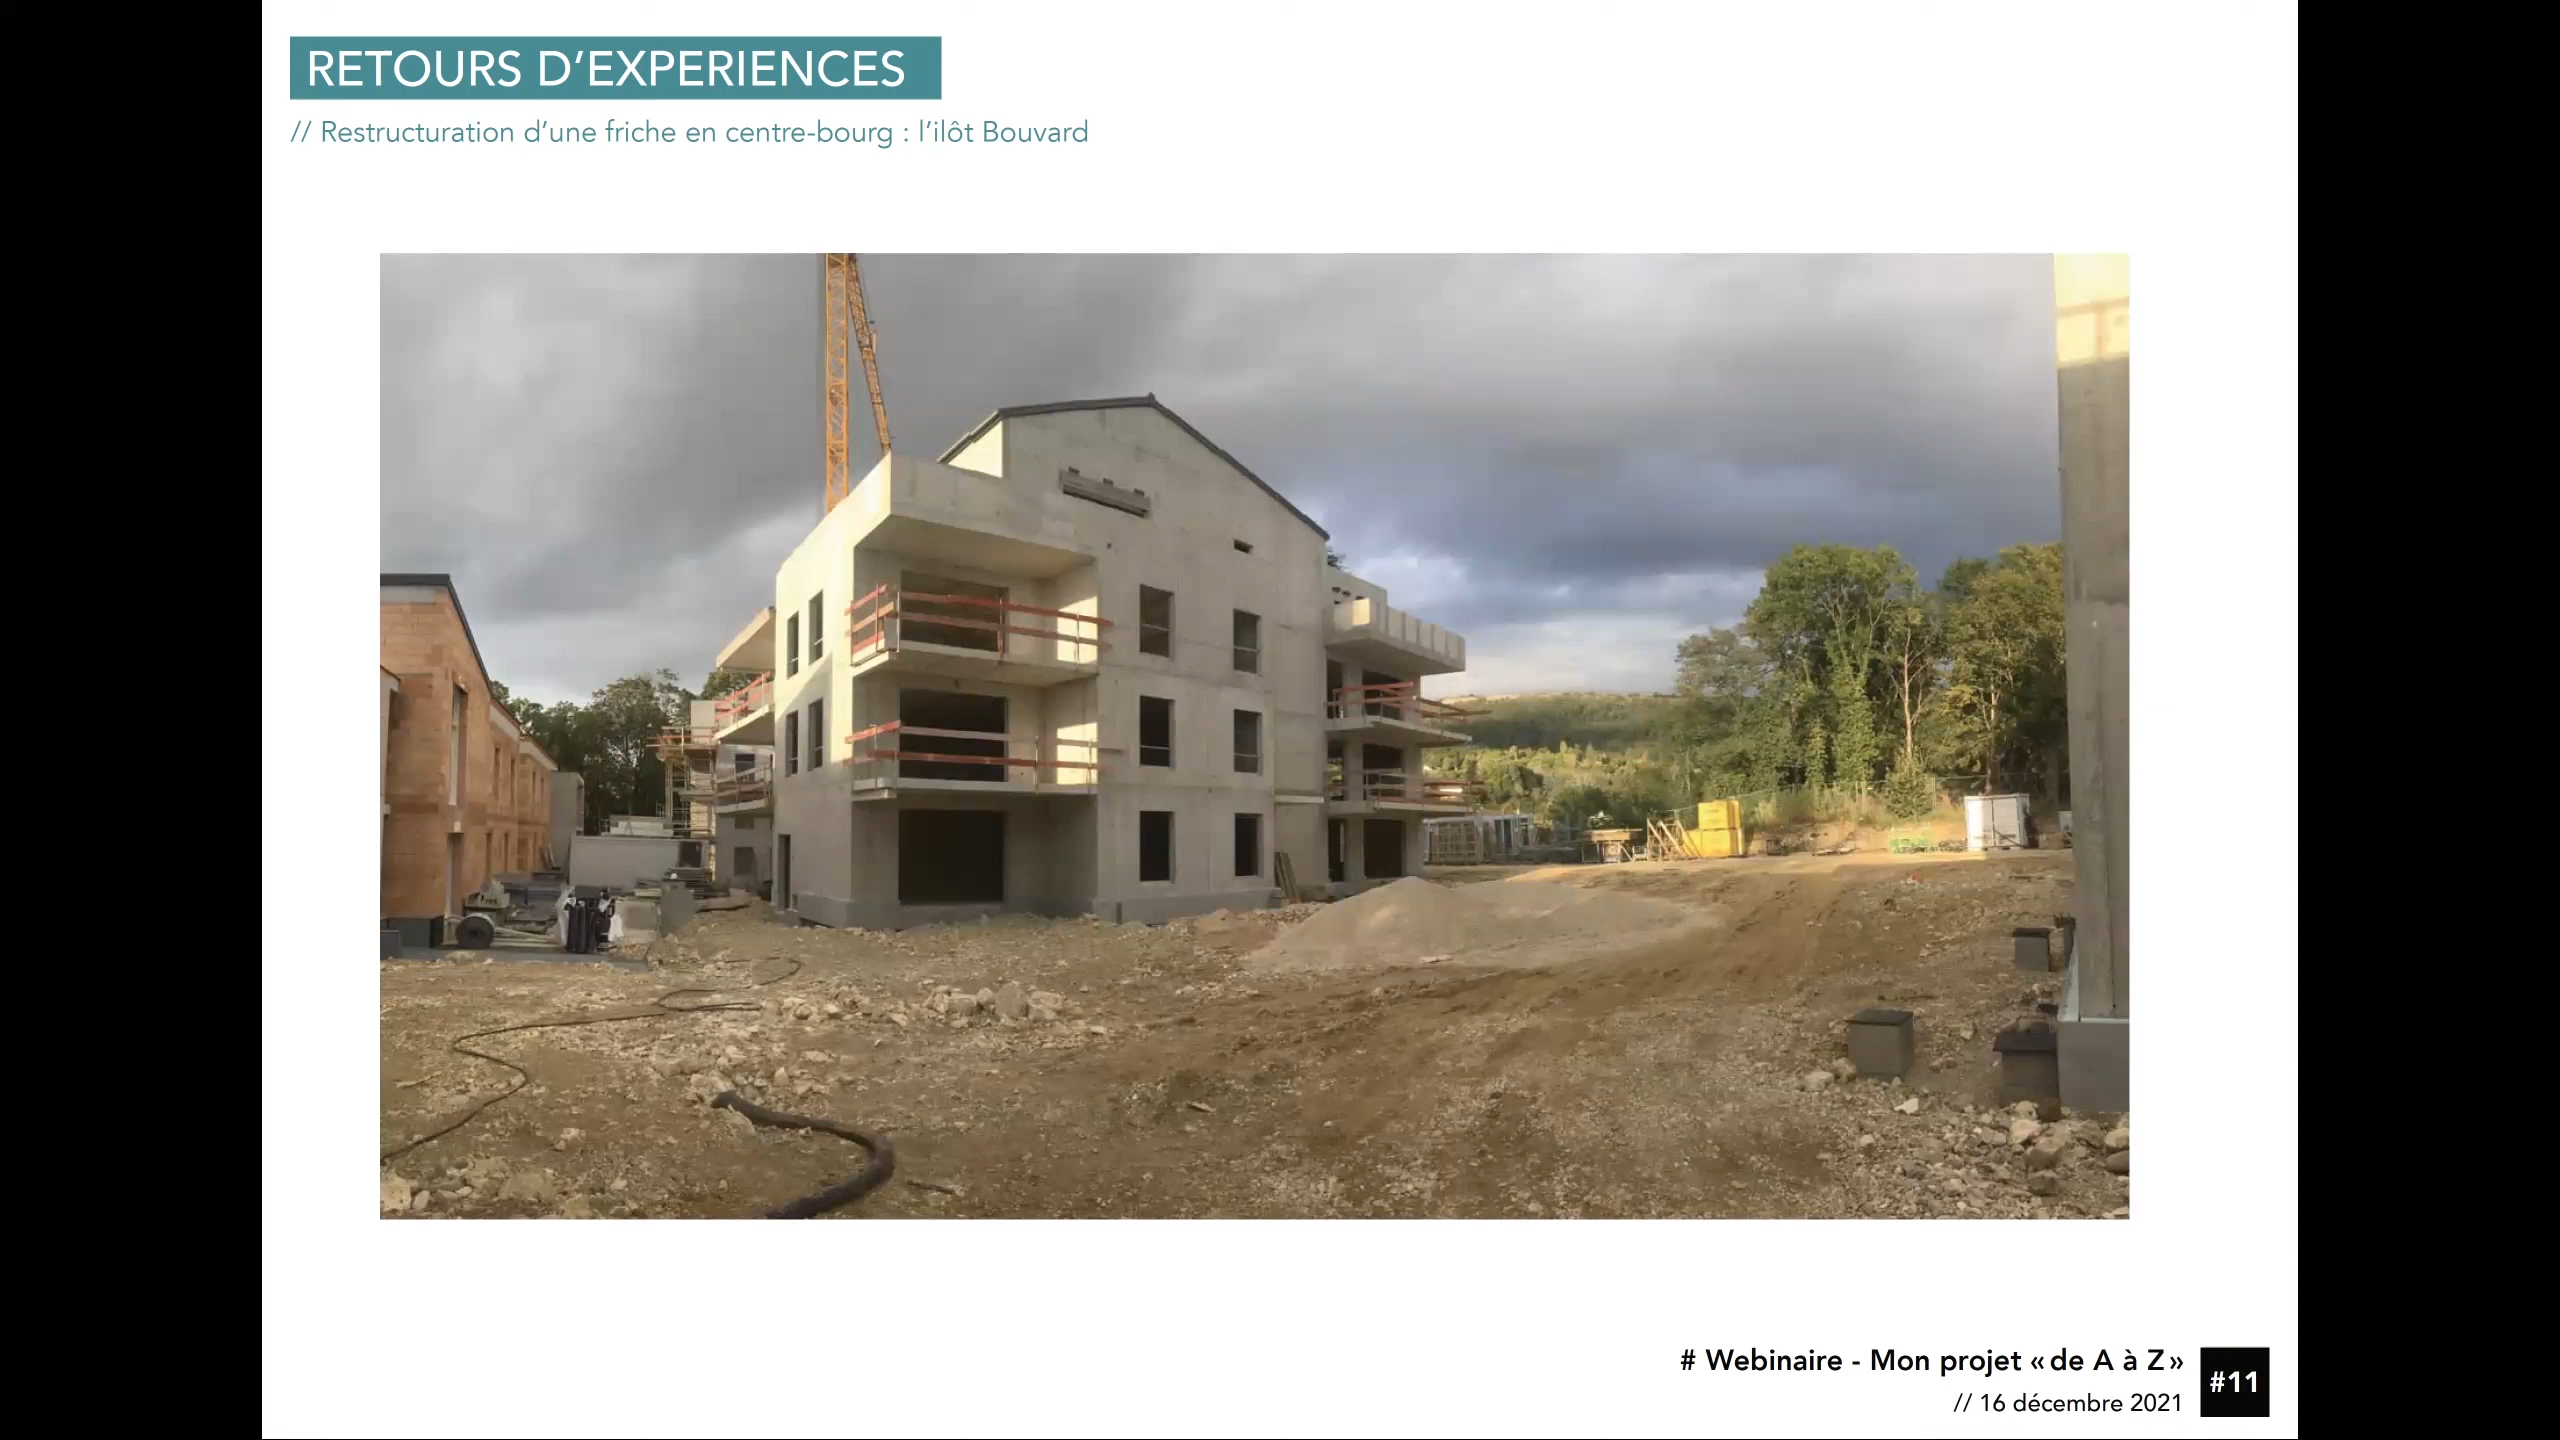 RETOURS D’EXPERIENCES
// Restructuration d’une friche en centre-bourg : l’ilôt Bouvard
# Webinaire - Mon projet « de A à Z »
// 16 décembre 2021
#11